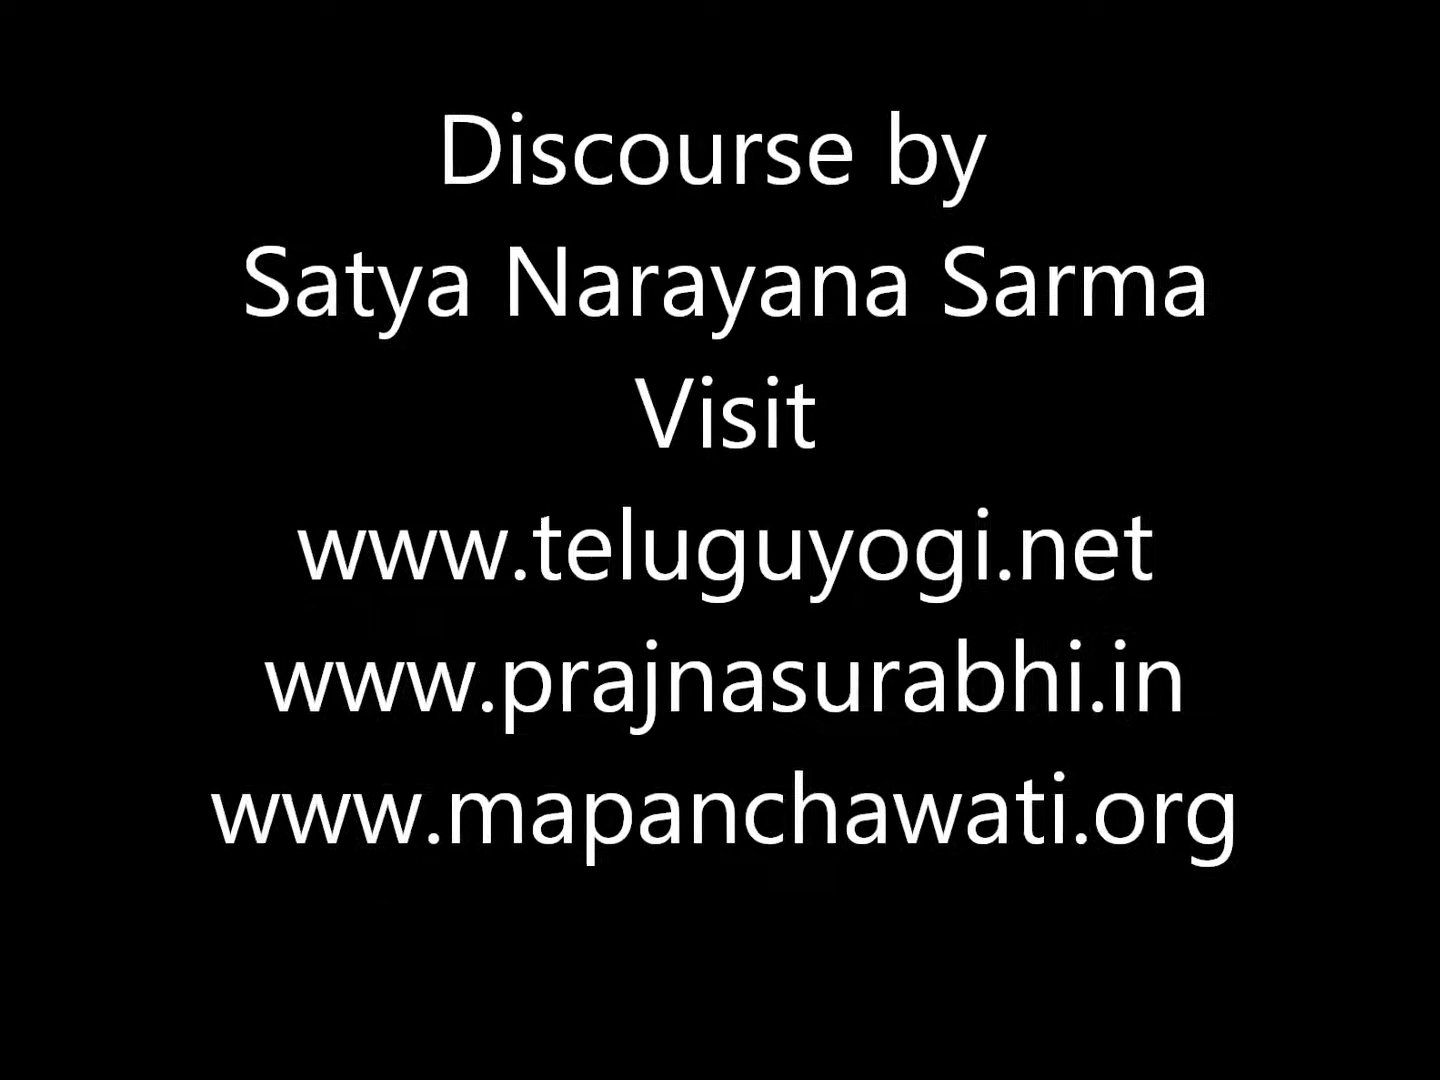 Discourse by
Satya Narayana Sarma
Visit
www.teluguyogi.net
www.prajnasurabhi.in
www.mapanchawati.org